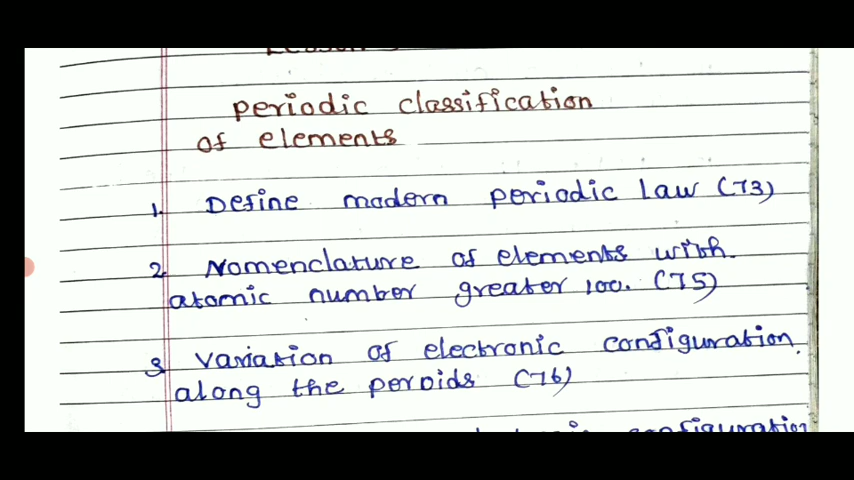 periodic classification
of elements
1. Define modern periodic law (73)
2. Nomenclature of elements with
atomic number greater 100. (75)
3 Variation of electronic configuration.
along the peroids (76)
configuration